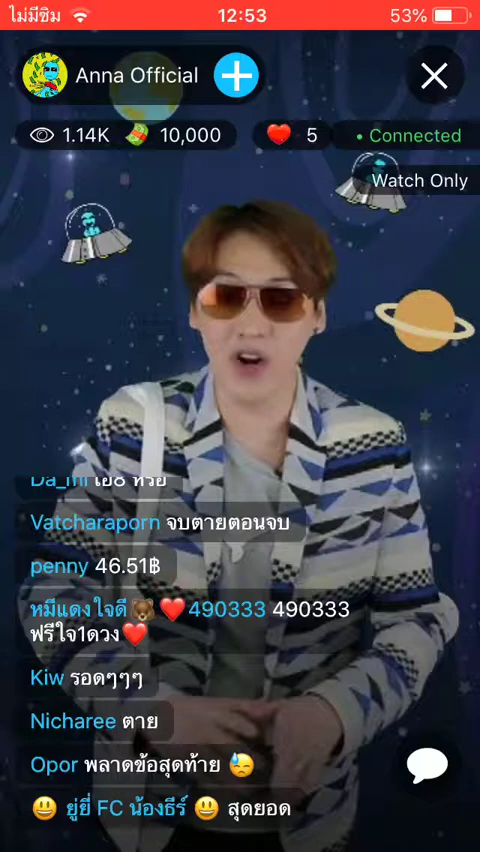 ไม่มีซิม 12:53 53%
Anna Official
1.14K 10,000 5 • Connected
Watch Only
Vatcharaporn จบตายตอนจบ
penny 46.51฿
หมีแดงใจดี🐻❤️490333 490333
ฟรีใจ1ดวง❤️
Kiw รอดๆๆๆ
Nicharee ตาย
Opor พลาดข้อสุดท้าย 😓
😃 ยู่ยี่ FC น้องธีร์ 😃 สุดยอด